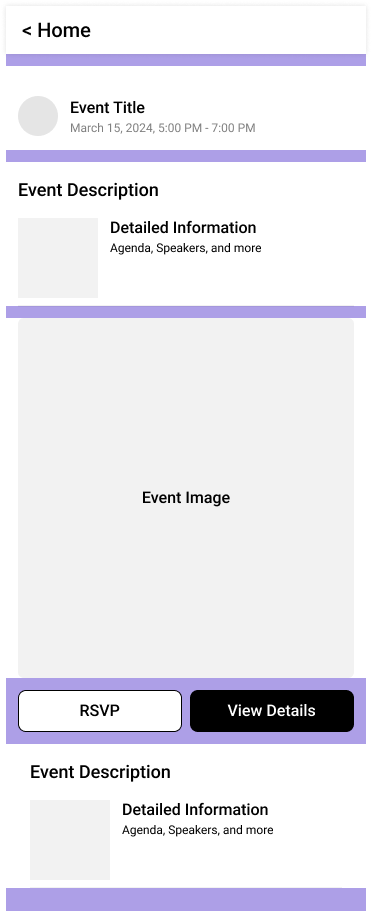 < Home
Event Title
March 15, 2024, 5:00 PM - 7:00 PM
Event Description
Detailed Information
Agenda, Speakers, and more
Event Image
RSVP
View Details
Event Description
Detailed Information
Agenda, Speakers, and more